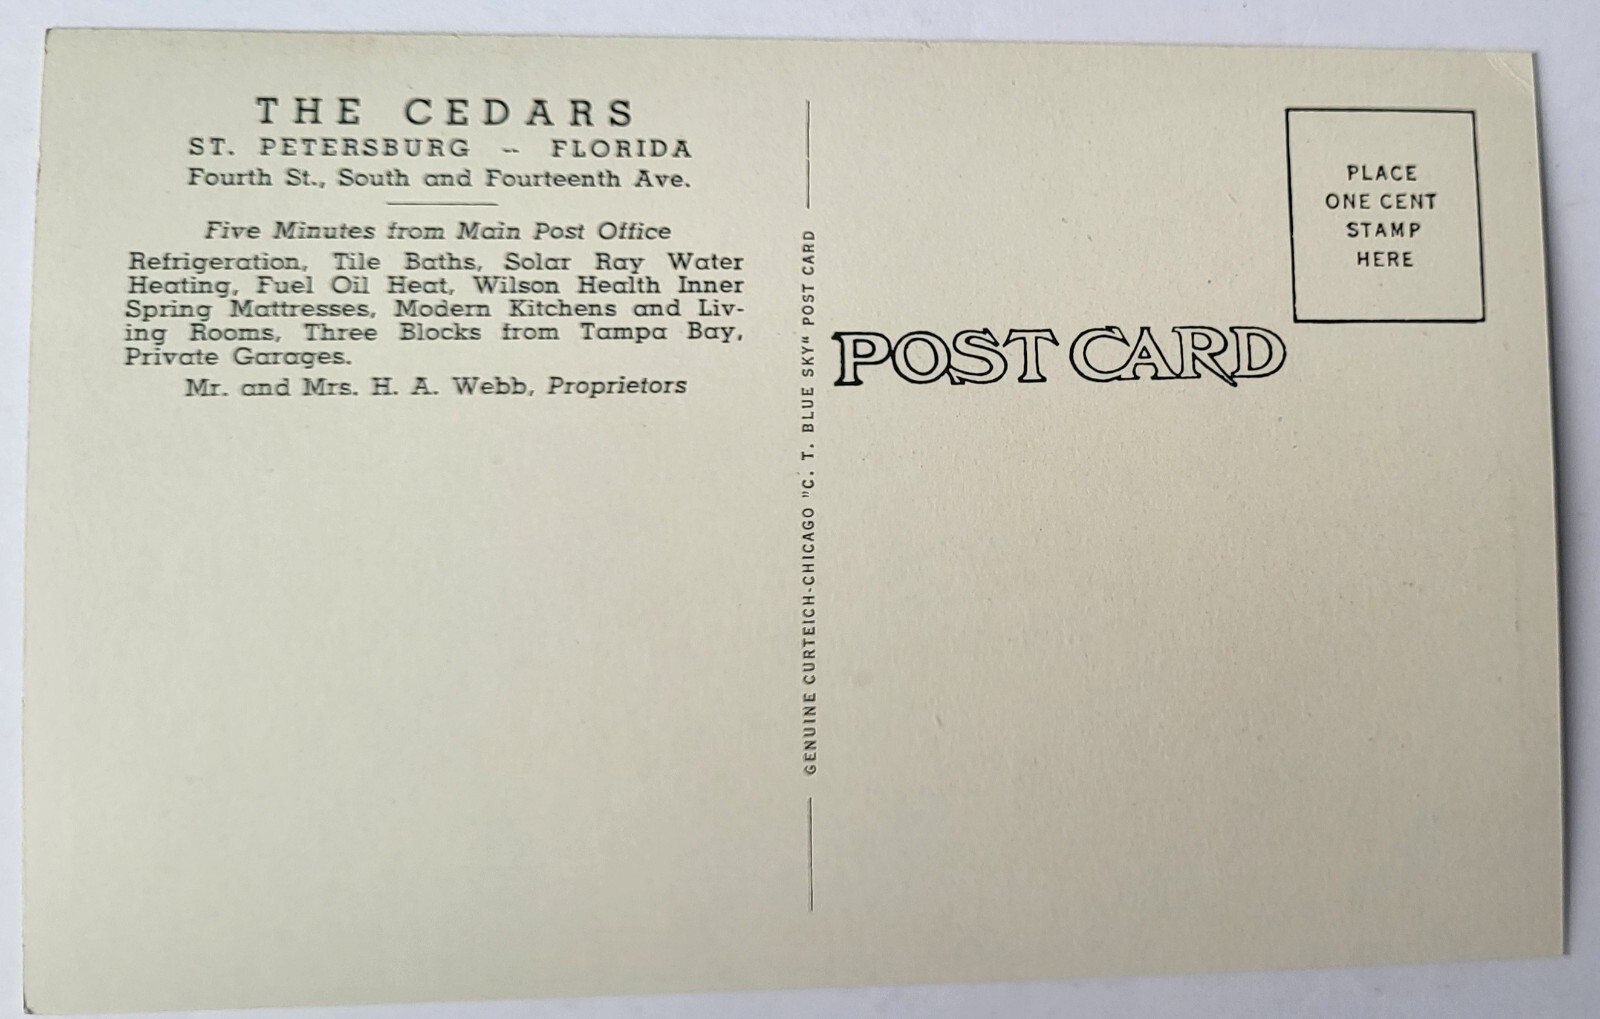 THE CEDARS
ST. PETERSBURG -- FLORIDA
Fourth St., South and Fourteenth Ave.
Five Minutes from Main Post Office
Refrigeration, Tile Baths, Solar Ray Water
Heating, Fuel Oil Heat, Wilson Health Inner
Spring Mattresses, Modern Kitchens and Liv-
ing Rooms, Three Blocks from Tampa Bay,
Private Garages.
Mr. and Mrs. H. A. Webb, Proprietors
GENUINE CURTEICH-CHICAGO "C. T. BLUE SKY" POST CARD
POST CARD
PLACE
ONE CENT
STAMP
HERE